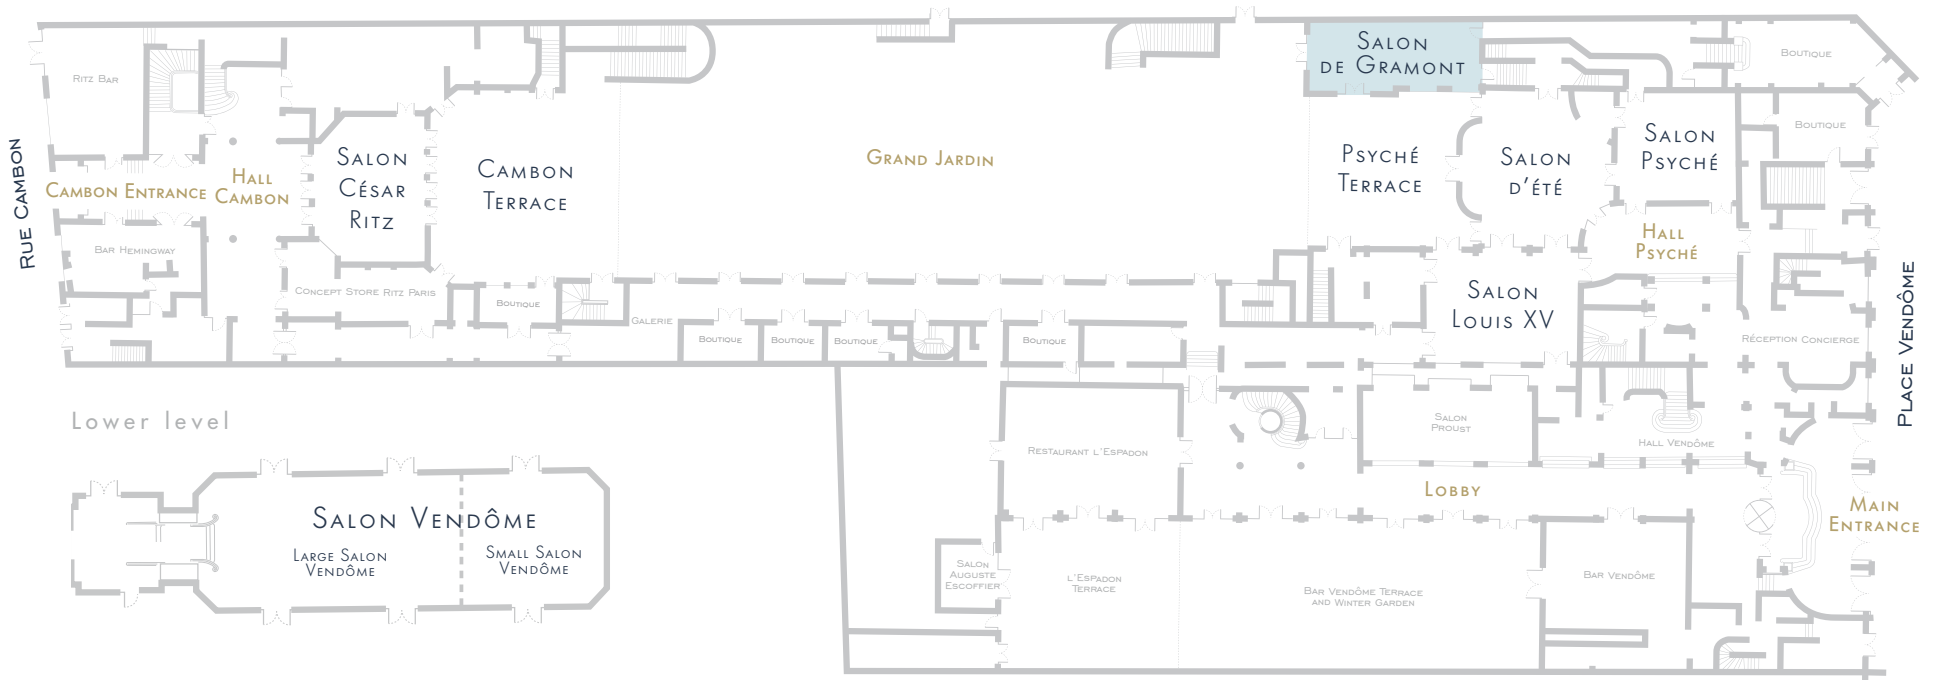 Salon
de Gramont
Boutique
Ritz Bar
Boutique
Rue Cambon
Cambon Entrance
Hall
Cambon
Salon
César
Ritz
Cambon
Terrace
Grand Jardin
Psyché
Terrace
Salon
d'été
Salon
Psyché
Hall
Psyché
Bar Hemingway
Concept Store Ritz Paris
Boutique
Galerie
Boutique
Boutique
Boutique
Boutique
Salon
Louis XV
Réception Concierge
Place Vendôme
Lower level
Restaurant l'Espadon
Salon
Proust
Hall Vendôme
Lobby
Main
Entrance
Salon Vendôme
Large Salon
Vendôme
Small Salon
Vendôme
Salon
Auguste
Escoffier
l'Espadon
Terrace
Bar Vendôme Terrace
and Winter Garden
Bar Vendôme